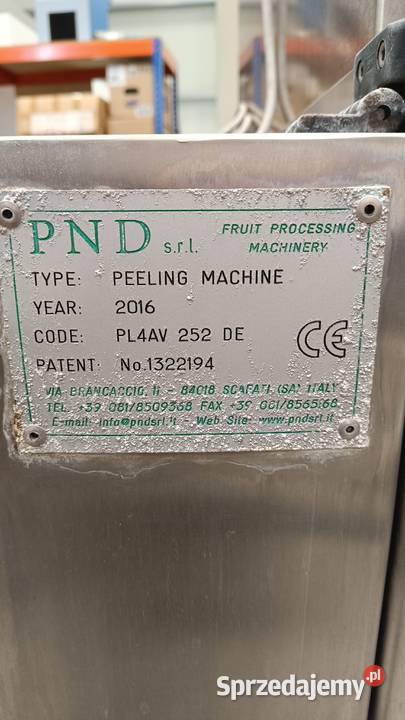 PND s.r.l. FRUIT PROCESSING MACHINERY
TYPE: PEELING MACHINE
YEAR: 2016
CODE: PL4AV 252 DE
CE
PATENT: No.1322194
VIA BRANCACCIO, 11 - 84018 SCAFATI (SA) ITALY
TEL. +39 081/8509368 FAX +39 081/8565168
E-mail: info@pndsrl.it - Web Site: www.pndsrl.it
Sprzedajemy.pl